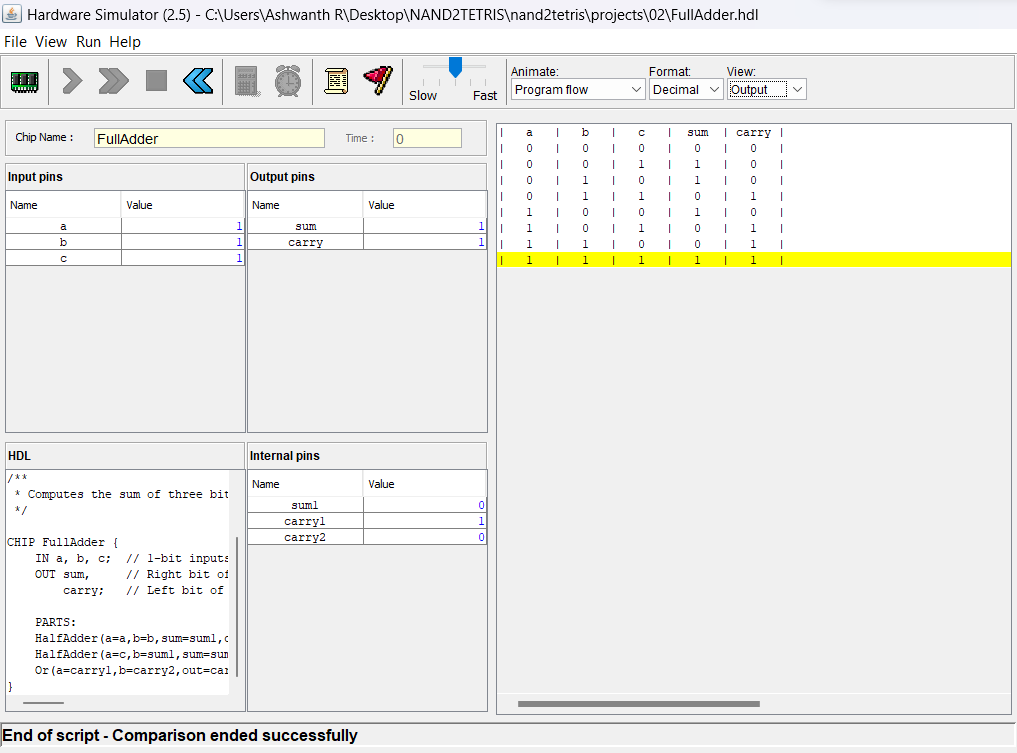 Hardware Simulator (2.5) - C:\Users\Ashwanth R\Desktop\NAND2TETRIS\nand2tetris\projects\02\FullAdder.hdl
File View Run Help
Slow Fast
Animate: Format: View:
Program flow Decimal Output
Chip Name : FullAdder Time : 0
Input pins
Name Value
a 1
b 1
c 1
Output pins
Name Value
sum 1
carry 1
| a | b | c | sum | carry |
| 0 | 0 | 0 | 0 | 0 |
| 0 | 0 | 1 | 1 | 0 |
| 0 | 1 | 0 | 1 | 0 |
| 0 | 1 | 1 | 0 | 1 |
| 1 | 0 | 0 | 1 | 0 |
| 1 | 0 | 1 | 0 | 1 |
| 1 | 1 | 0 | 0 | 1 |
| 1 | 1 | 1 | 1 | 1 |
HDL
/**
* Computes the sum of three bit
*/
CHIP FullAdder {
IN a, b, c; // 1-bit inputs
OUT sum, // Right bit of
carry; // Left bit of
PARTS:
HalfAdder(a=a,b=b,sum=sum1,c
HalfAdder(a=c,b=sum1,sum=sum
Or(a=carry1,b=carry2,out=car
}
Internal pins
Name Value
sum1 0
carry1 1
carry2 0
End of script - Comparison ended successfully